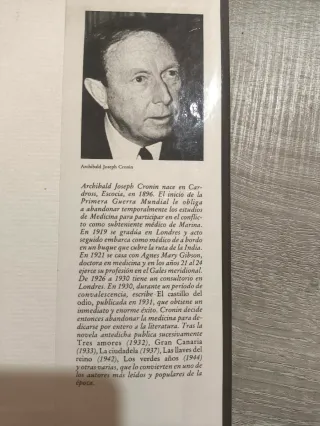 Archibald Joseph Cronin
Archibald Joseph Cronin nace en Car-
dross, Escocia, en 1896. El inicio de la
Primera Guerra Mundial le obliga
a abandonar temporalmente los estudios
de Medicina para participar en el conflic-
to como subteniente médico de Marina.
En 1919 se gradúa en Londres y acto
seguido embarca como médico de a bordo
en un buque que cubre la ruta de la India.
En 1921 se casa con Agnes Mary Gibson,
doctora en medicina y en los años 21 al 24
ejerce su profesión en el Gales meridional.
De 1926 a 1930 tiene un consultorio en
Londres. En 1930, durante un período de
convalescencia, escribe El castillo del
odio, publicada en 1931, que obtiene un
inmediato y enorme éxito. Cronin decide
entonces abandonar la medicina para de-
dicarse por entero a la literatura. Tras la
novela antedicha publica sucesivamente
Tres amores (1932), Gran Canaria
(1933), La ciudadela (1937), Las llaves del
reino (1942), Los verdes años (1944)
y otras varias, que lo convierten en uno de
los autores más leídos y populares de la
época.